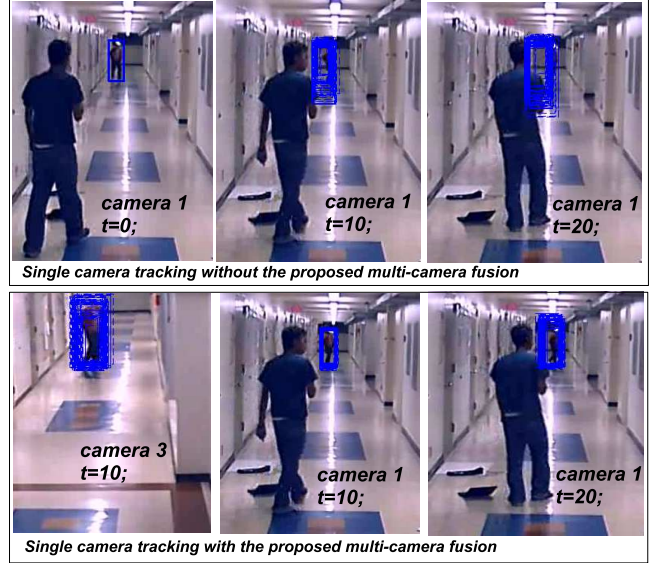 camera 1
t=0;
camera 1
t=10;
camera 1
t=20;
Single camera tracking without the proposed multi-camera fusion
camera 3
t=10;
camera 1
t=10;
camera 1
t=20;
Single camera tracking with the proposed multi-camera fusion